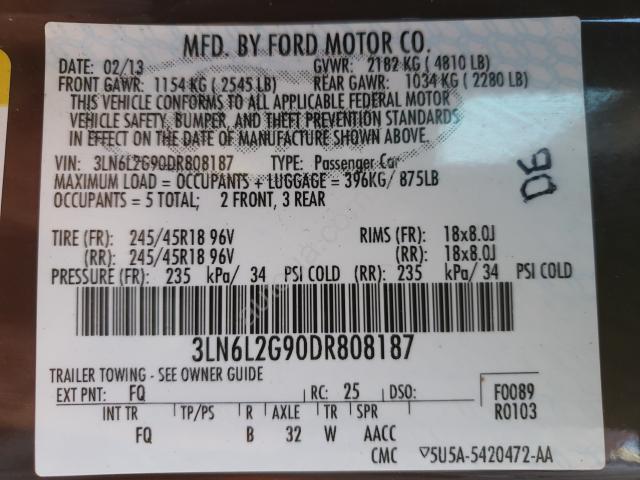 MFD. BY FORD MOTOR CO.
DATE: 02/13 GVWR: 2182 KG ( 4810 LB)
FRONT GAWR: 1154 KG ( 2545 LB) REAR GAWR: 1034 KG ( 2280 LB)
THIS VEHICLE CONFORMS TO ALL APPLICABLE FEDERAL MOTOR
VEHICLE SAFETY, BUMPER, AND THEFT PREVENTION STANDARDS
IN EFFECT ON THE DATE OF MANUFACTURE SHOWN ABOVE.
VIN: 3LN6L2G90DR808187 TYPE: Passenger Car
MAXIMUM LOAD = OCCUPANTS + LUGGAGE = 396KG/ 875LB
OCCUPANTS = 5 TOTAL; 2 FRONT, 3 REAR
D6
TIRE (FR): 245/45R18 96V RIMS (FR): 18x8.0J
(RR): 245/45R18 96V (RR): 18x8.0J
PRESSURE (FR): 235 kPa/ 34 PSI COLD (RR): 235 kPa/ 34 PSI COLD
3LN6L2G90DR808187
TRAILER TOWING - SEE OWNER GUIDE
EXT PNT: FQ RC: 25 DSO: F0089
INT TR TP/PS R AXLE TR SPR R0103
FQ B 32 W AACC
CMC ▽5U5A-5420472-AA